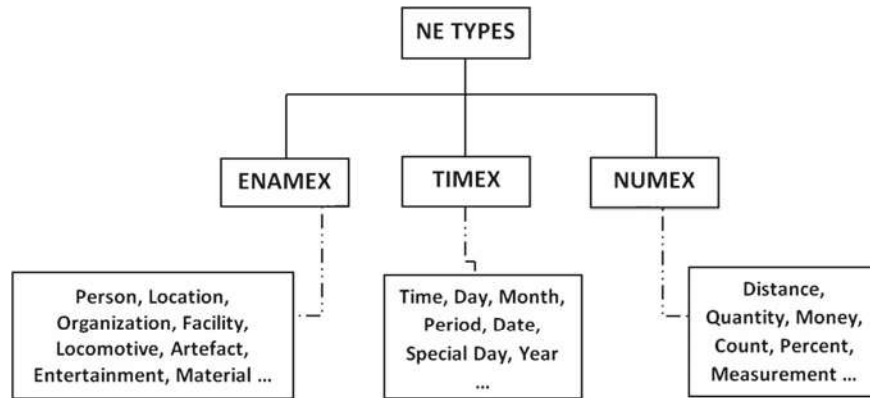 NE TYPES
ENAMEX
TIMEX
NUMEX
Person, Location,
Organization, Facility,
Locomotive, Artefact,
Entertainment, Material ...
Time, Day, Month,
Period, Date,
Special Day, Year
...
Distance,
Quantity, Money,
Count, Percent,
Measurement ...